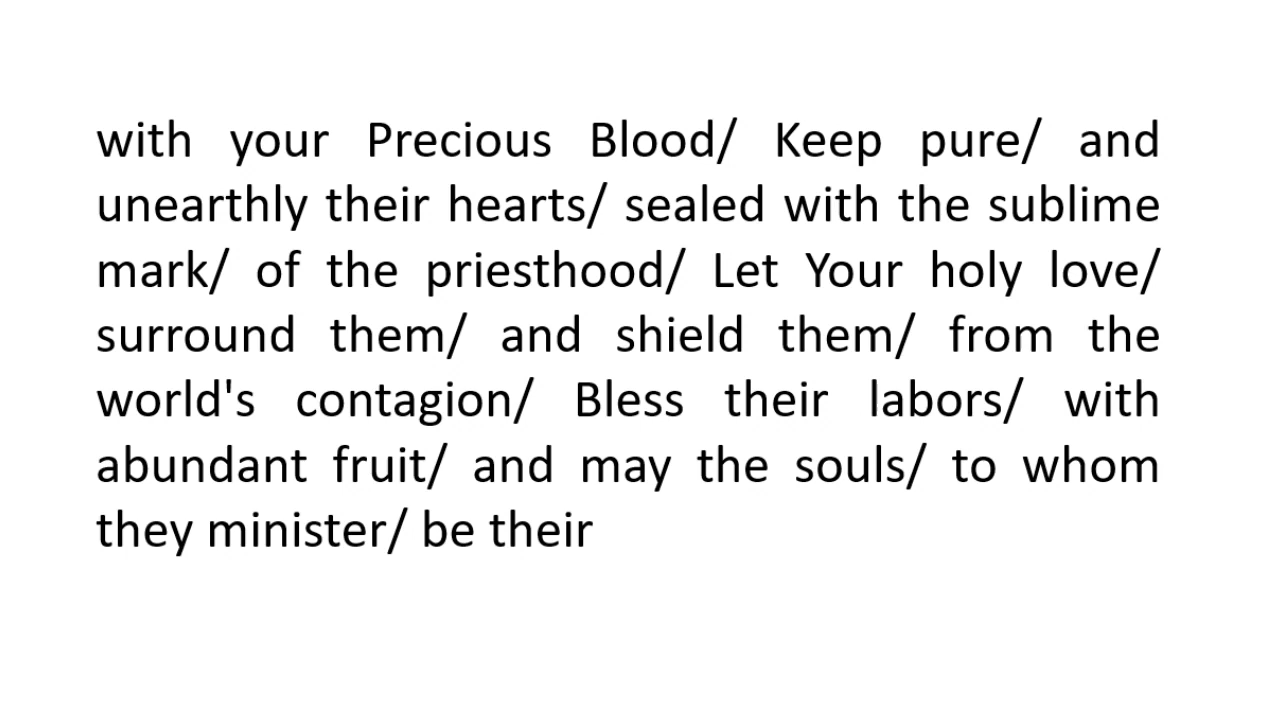 with your Precious Blood/ Keep pure/ and
unearthly their hearts/ sealed with the sublime
mark/ of the priesthood/ Let Your holy love/
surround them/ and shield them/ from the
world's contagion/ Bless their labors/ with
abundant fruit/ and may the souls/ to whom
they minister/ be their